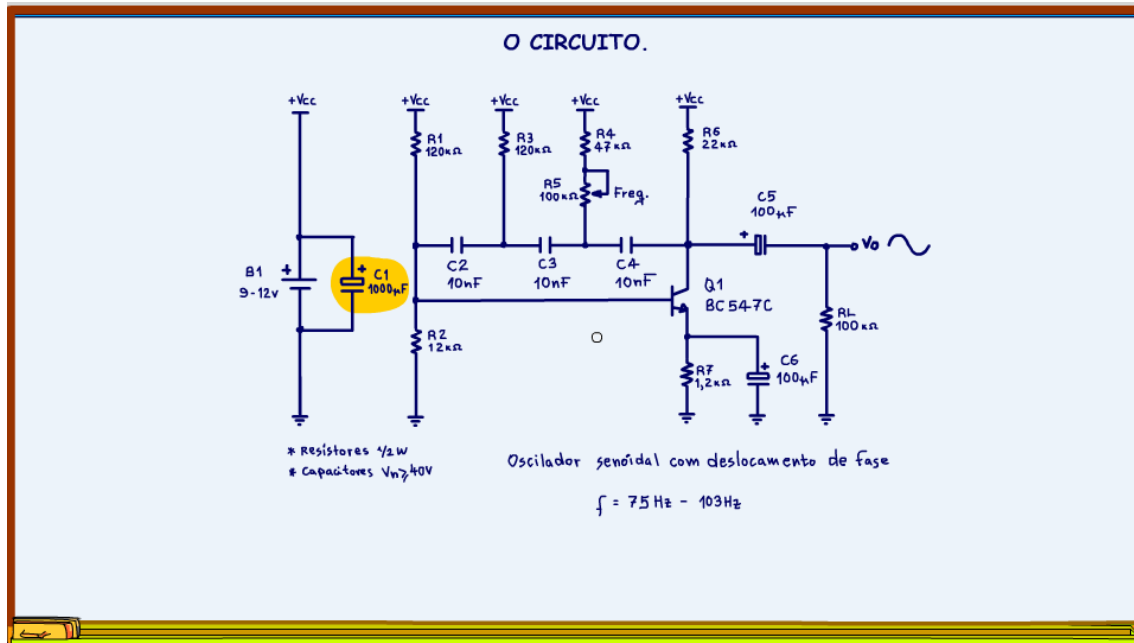 O CIRCUITO.
+Vcc
+Vcc
+Vcc
+Vcc
+Vcc
R1
120KΩ
R3
120KΩ
R4
47KΩ
R6
22KΩ
R5
100KΩ
Freq.
C5
100µF
+
Vo
B1
9-12V
+
C1
1000µF
+
C2
10nF
C3
10nF
C4
10nF
Q1
BC547C
R2
12KΩ
RL
100KΩ
R7
1,2KΩ
C6
100µF
+
* Resistores 1/2W
* Capacitores Vn≥40V
Oscilador senoidal com deslocamento de fase
f = 75Hz - 103Hz